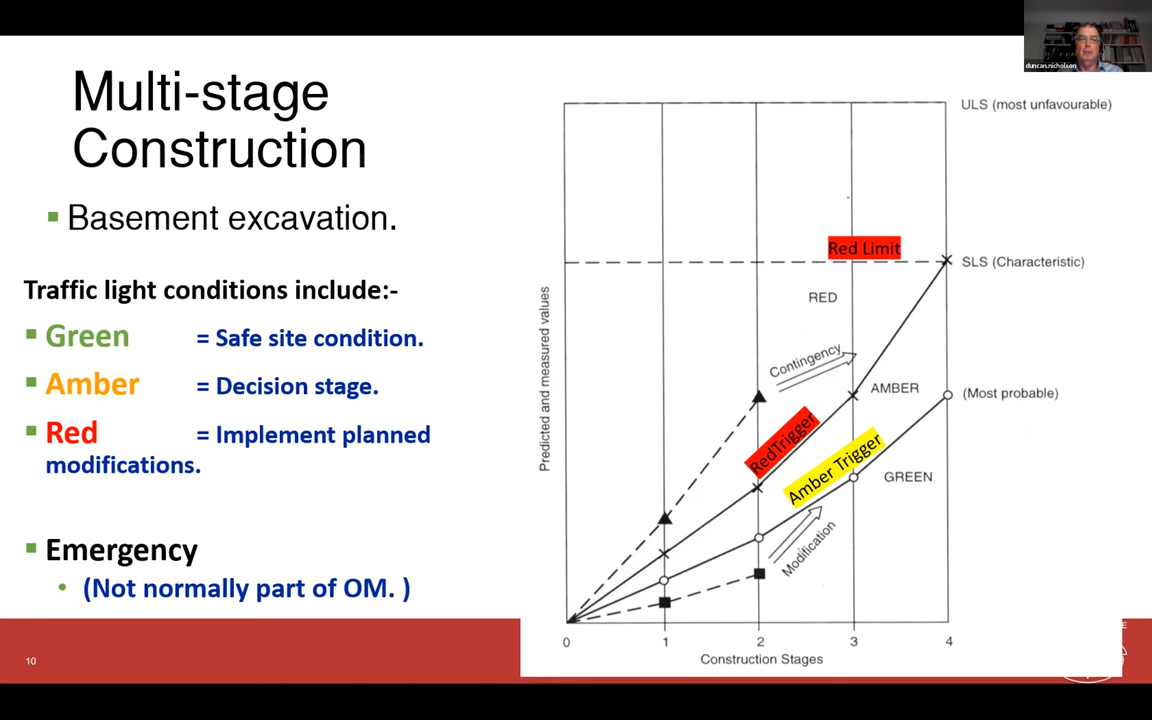 duncan.nicholson
Multi-stage
Construction
Basement excavation.
Traffic light conditions include:-
Green = Safe site condition.
Amber = Decision stage.
Red = Implement planned
modifications.
Emergency
(Not normally part of OM. )
10
ULS (most unfavourable)
Red Limit
SLS (Characteristic)
RED
Contingency
AMBER
(Most probable)
RedTrigger
Amber Trigger
GREEN
Modification
Predicted and measured values
0 1 2 3 4
Construction Stages